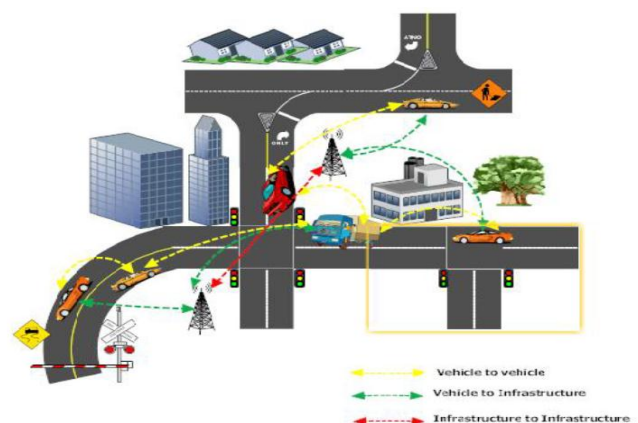 ONLY
ONLY
Vehicle to vehicle
Vehicle to Infrastructure
Infrastructure to Infrastructure